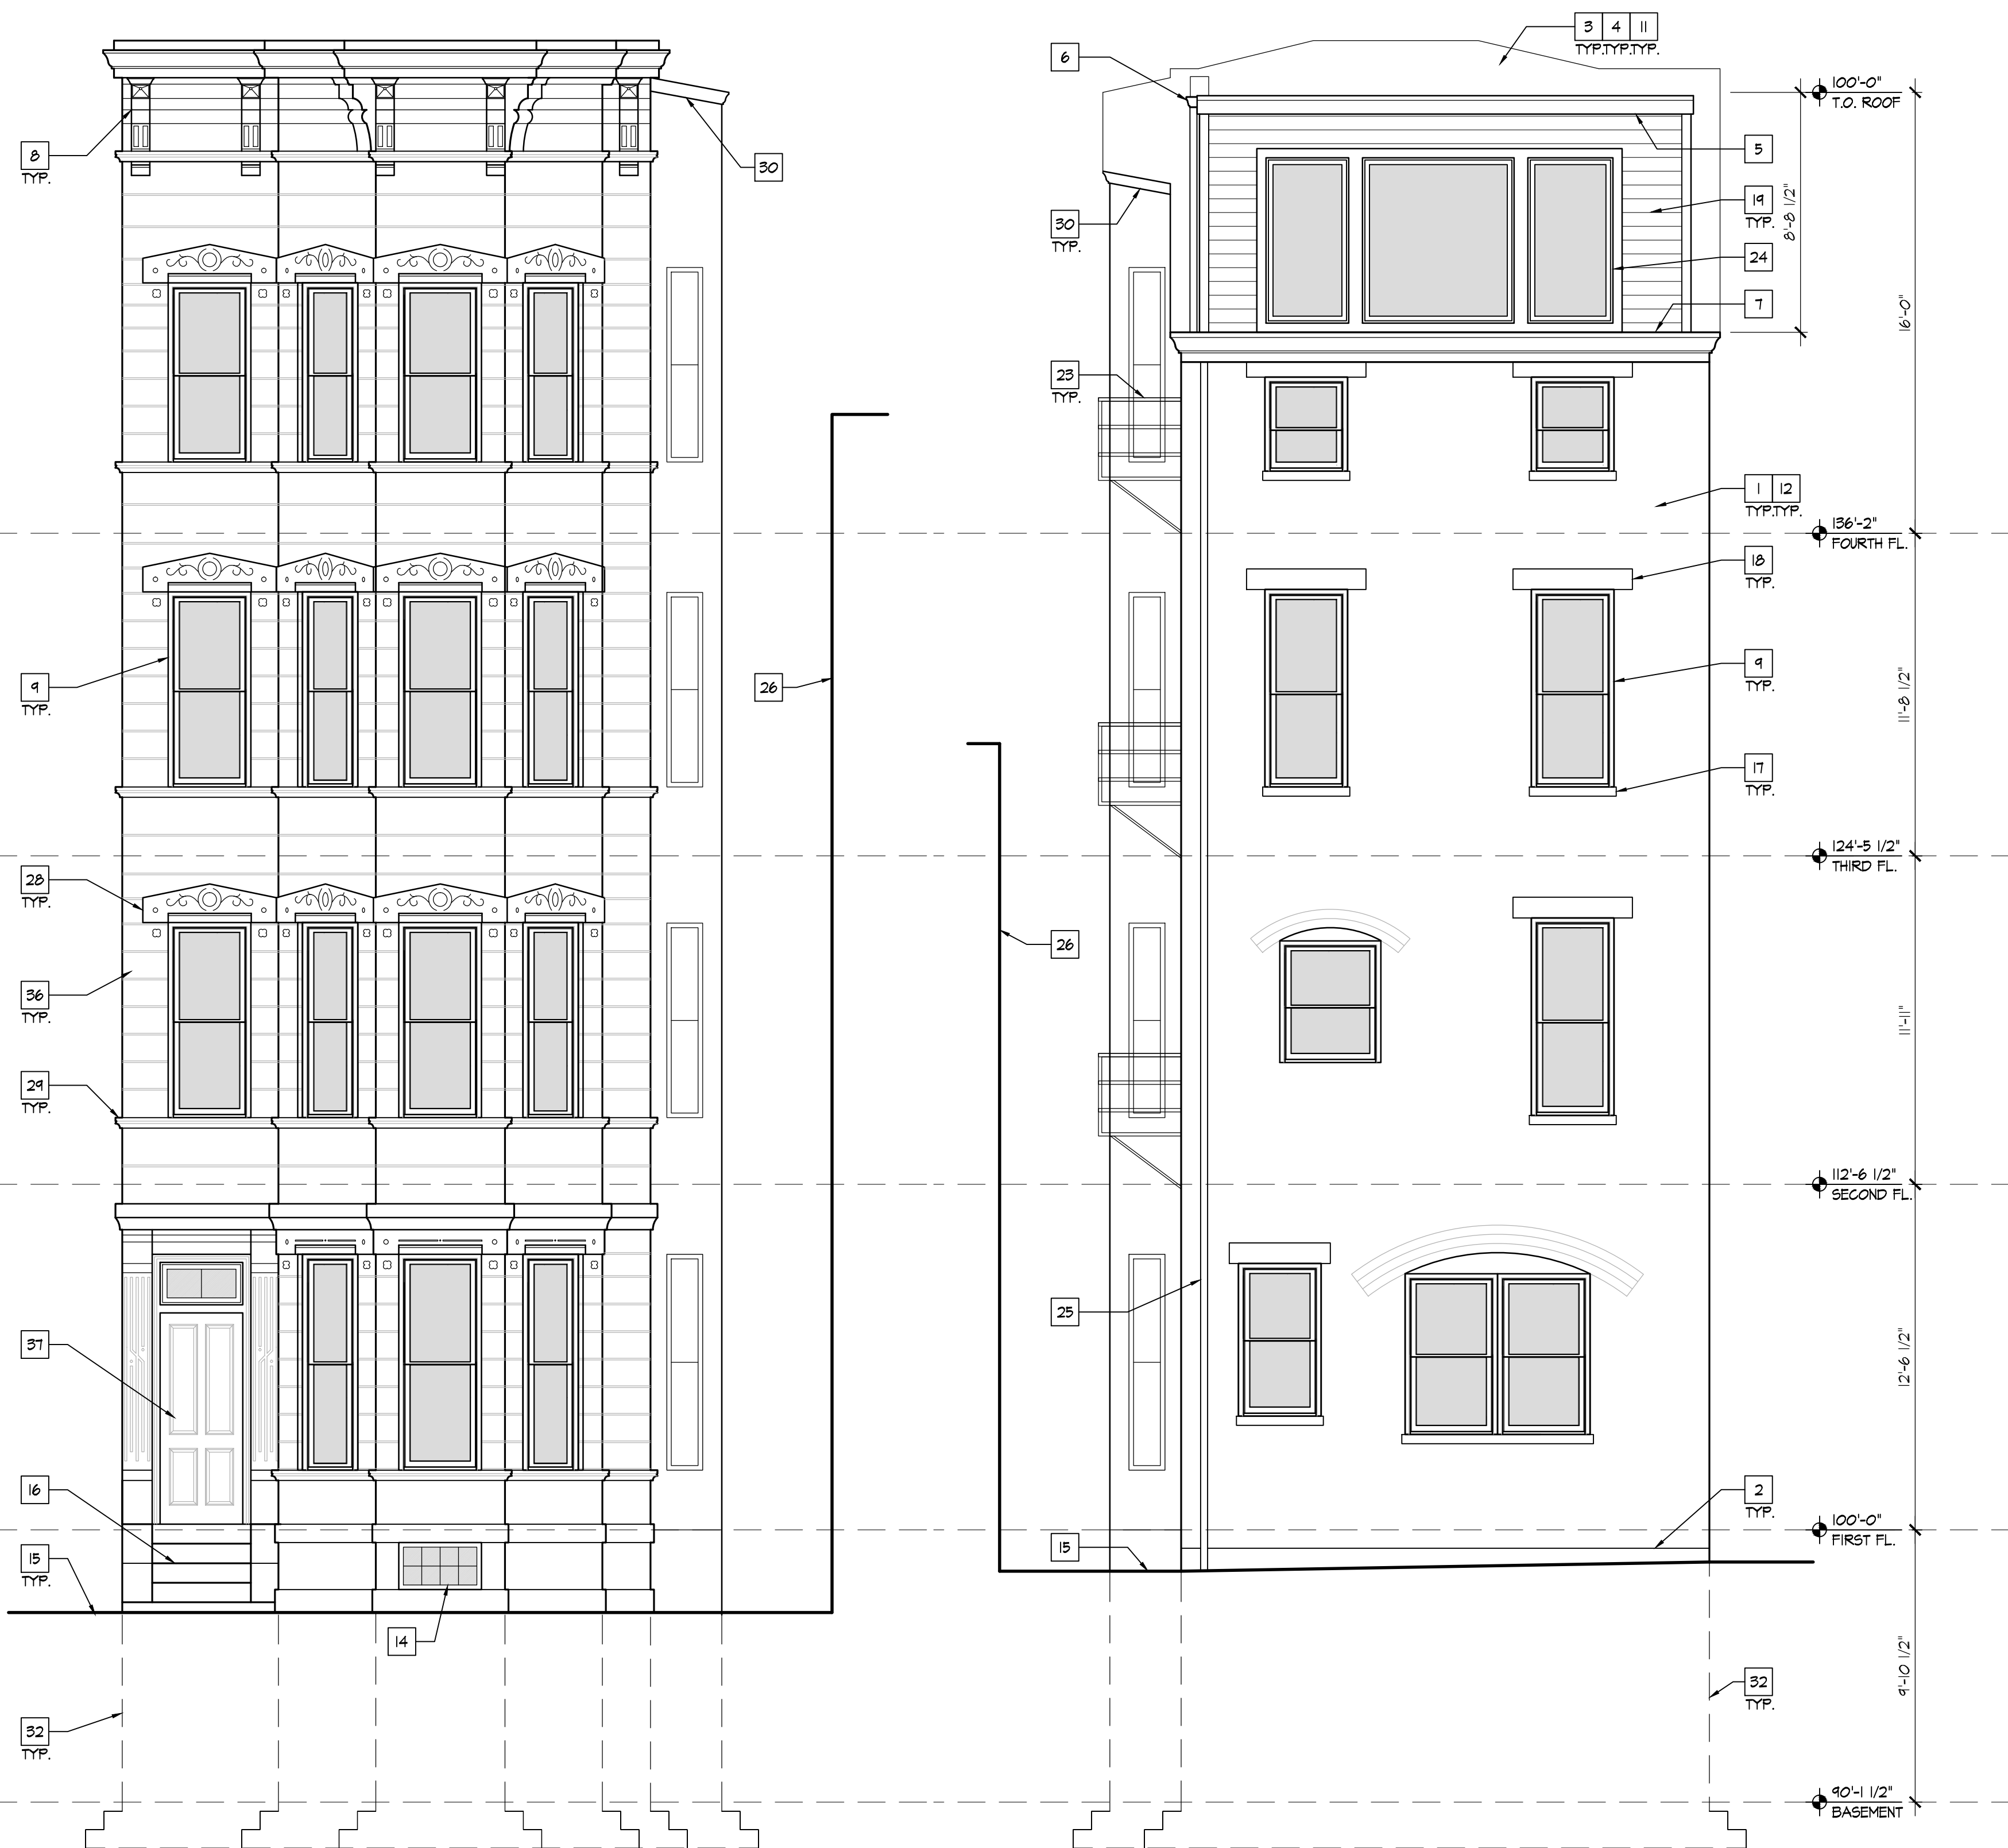 3 4 11
TYP. TYP. TYP.
6
100'-0"
T.O. ROOF
8
TYP.
30
5
19
TYP.
8'-8 1/2"
30
TYP.
24
7
16'-0"
23
TYP.
1 12
TYP. TYP.
136'-2"
FOURTH FL.
18
TYP.
9
TYP.
26
9
TYP.
11'-8 1/2"
17
TYP.
124'-5 1/2"
THIRD FL.
28
TYP.
26
36
TYP.
11'-11"
29
TYP.
112'-6 1/2"
SECOND FL.
25
37
12'-6 1/2"
16
2
TYP.
100'-0"
FIRST FL.
15
TYP.
15
14
9'-10 1/2"
32
TYP.
32
TYP.
90'-1 1/2"
BASEMENT